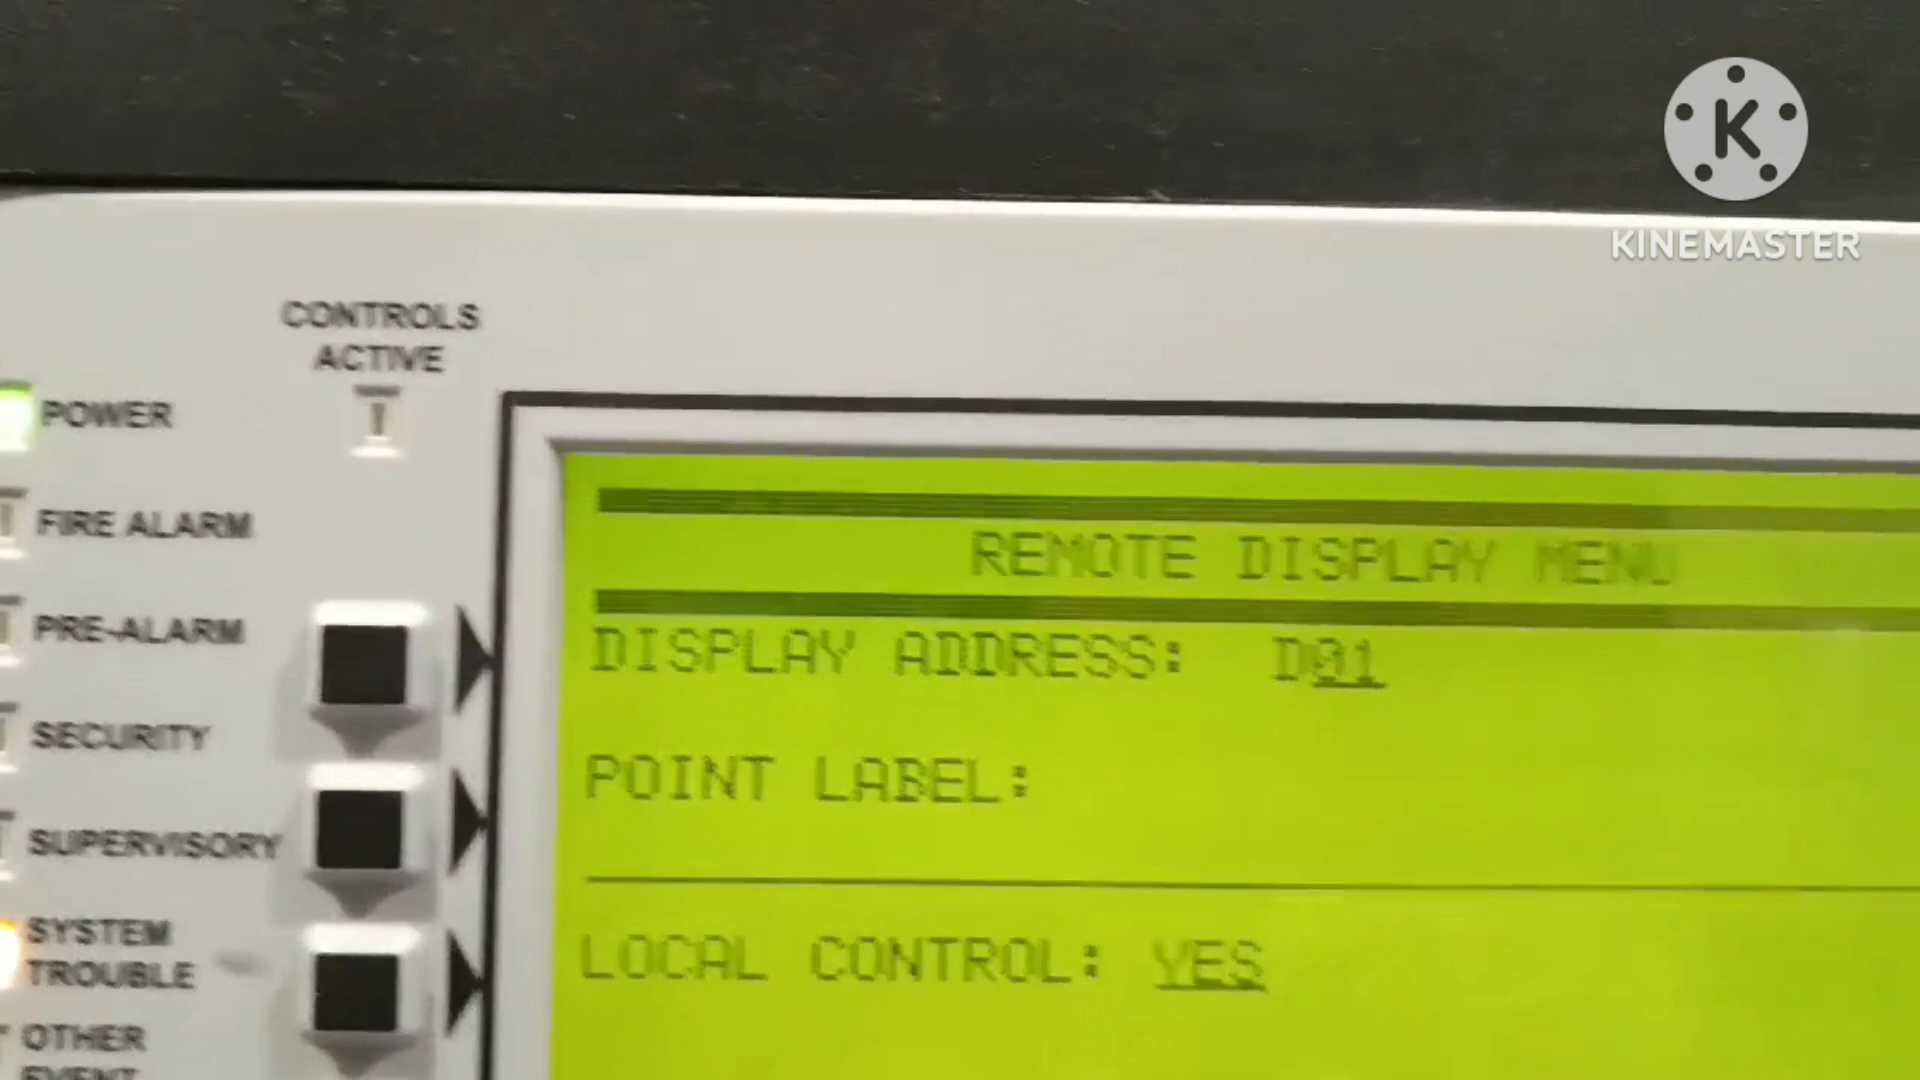 K
KINEMASTER
CONTROLS
ACTIVE
POWER
FIRE ALARM
PRE-ALARM
SECURITY
SUPERVISORY
SYSTEM
TROUBLE
OTHER
EVENT
REMOTE DISPLAY MENU
DISPLAY ADDRESS: D01
POINT LABEL:
LOCAL CONTROL: YES